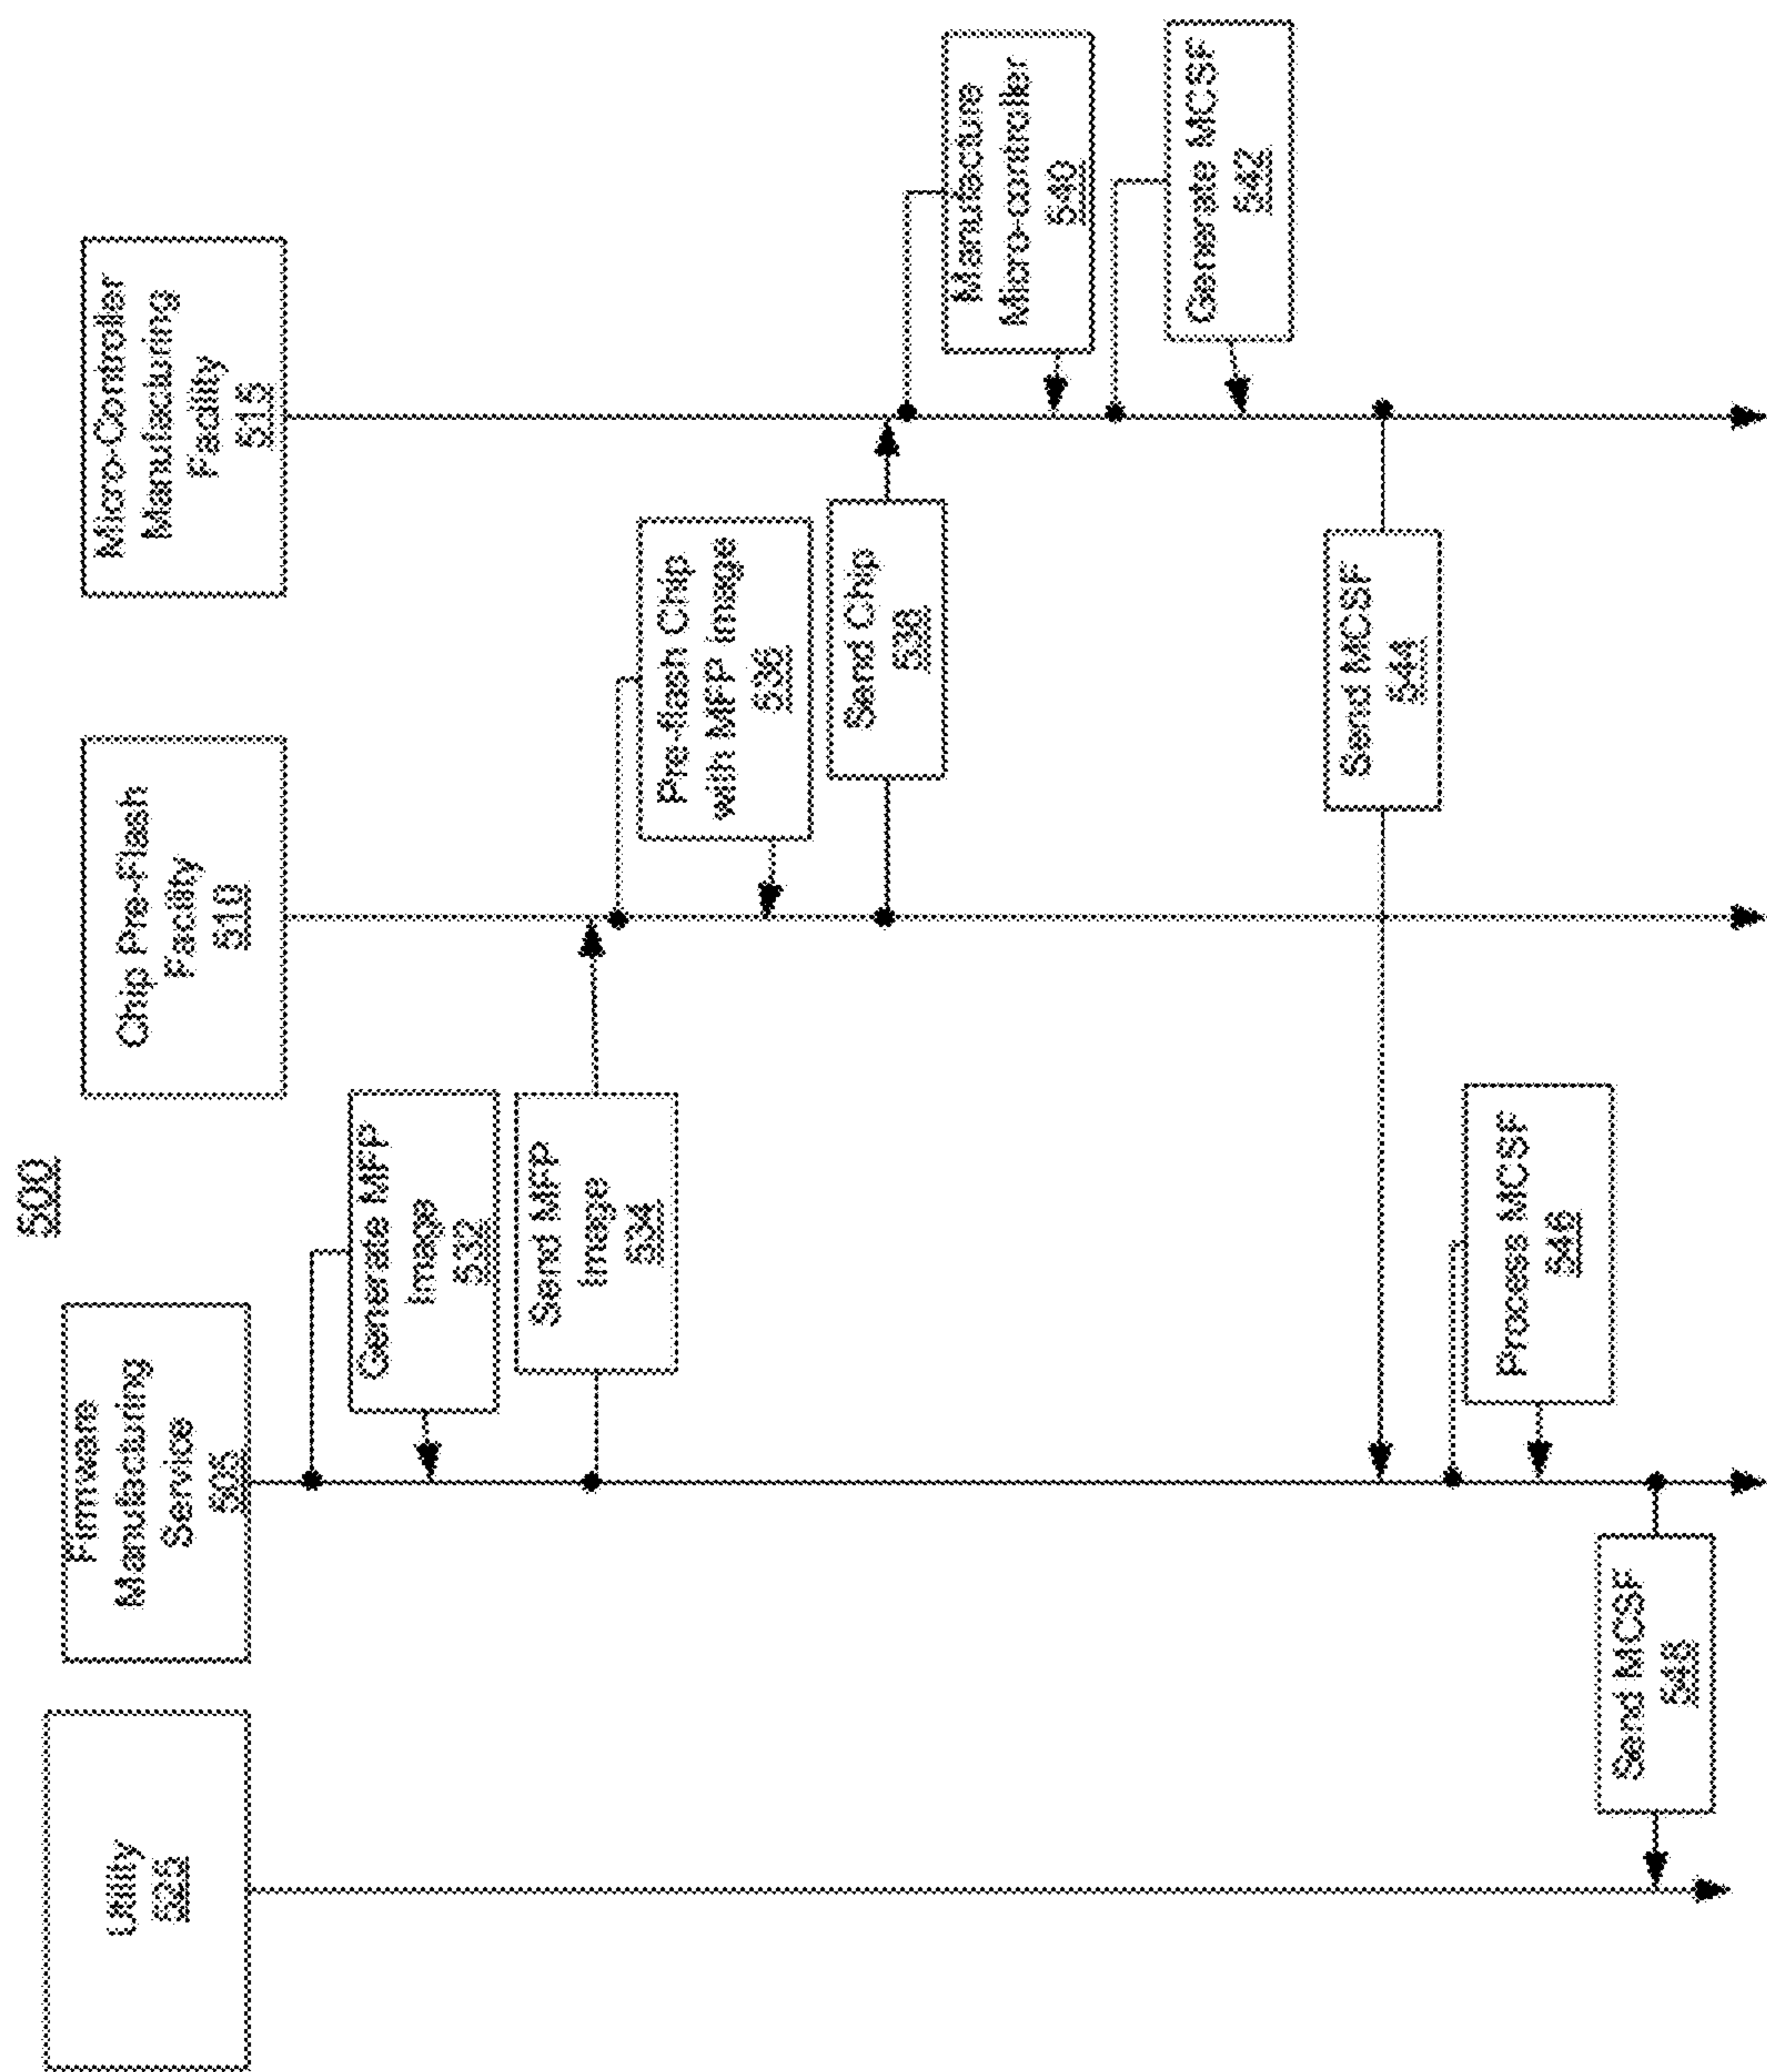 500
Utility
525
Firmware
Manufacturing
Service
505
Chip Pre-Flash
Facility
510
Micro-Controller
Manufacturing
Facility
515
Generate MFP
Image
532
Send MFP
Image
534
Pre-flash Chip
with MFP image
536
Send Chip
538
Manufacture
Micro-controller
540
Generate MCSF
542
Send MCSF
544
Process MCSF
546
Send MCSF
548